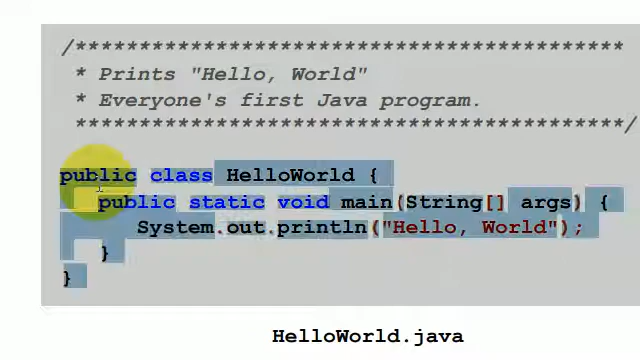 /*******************************************
* Prints "Hello, World"
* Everyone's first Java program.
*******************************************/
public class HelloWorld {
public static void main(String[] args) {
System.out.println("Hello, World");
}
}
HelloWorld.java